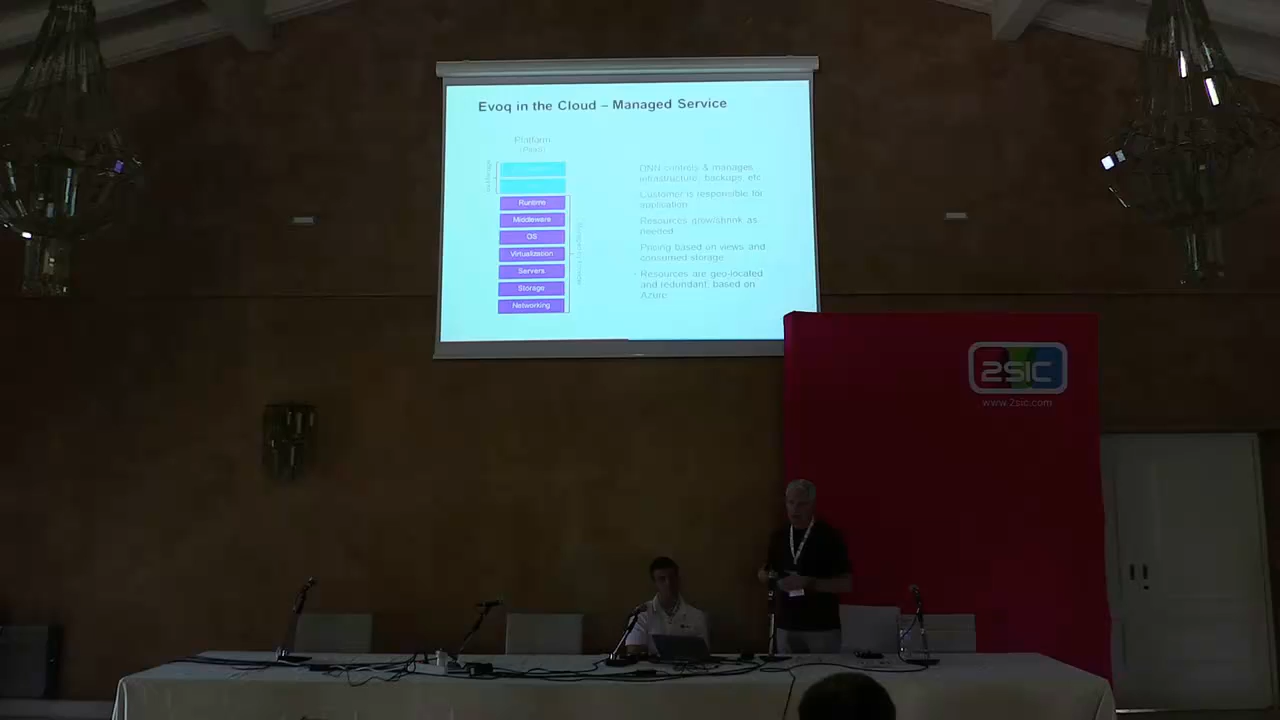 Evoq in the Cloud – Managed Service
Platform
(PaaS)
Runtime
Middleware
OS
Virtualization
Servers
Storage
Networking
DNN controls & manages
infrastructure, backups, etc
Customer is responsible for
application
Resources grow/shrink as
needed
Pricing based on views and
consumed storage
Resources are geo-located
and redundant, based on
Azure
2SIC
www.2sic.com